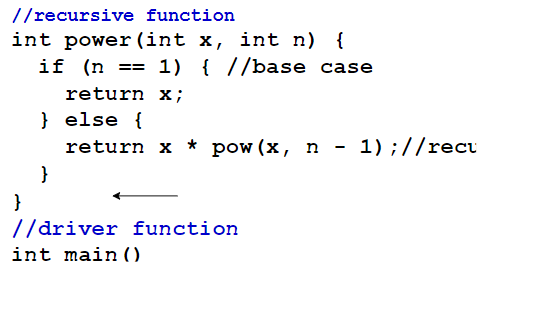 //recursive function
int power(int x, int n) {
  if (n == 1) { //base case
    return x;
  } else {
    return x * pow(x, n - 1);//recu
  }
}
//driver function
int main()